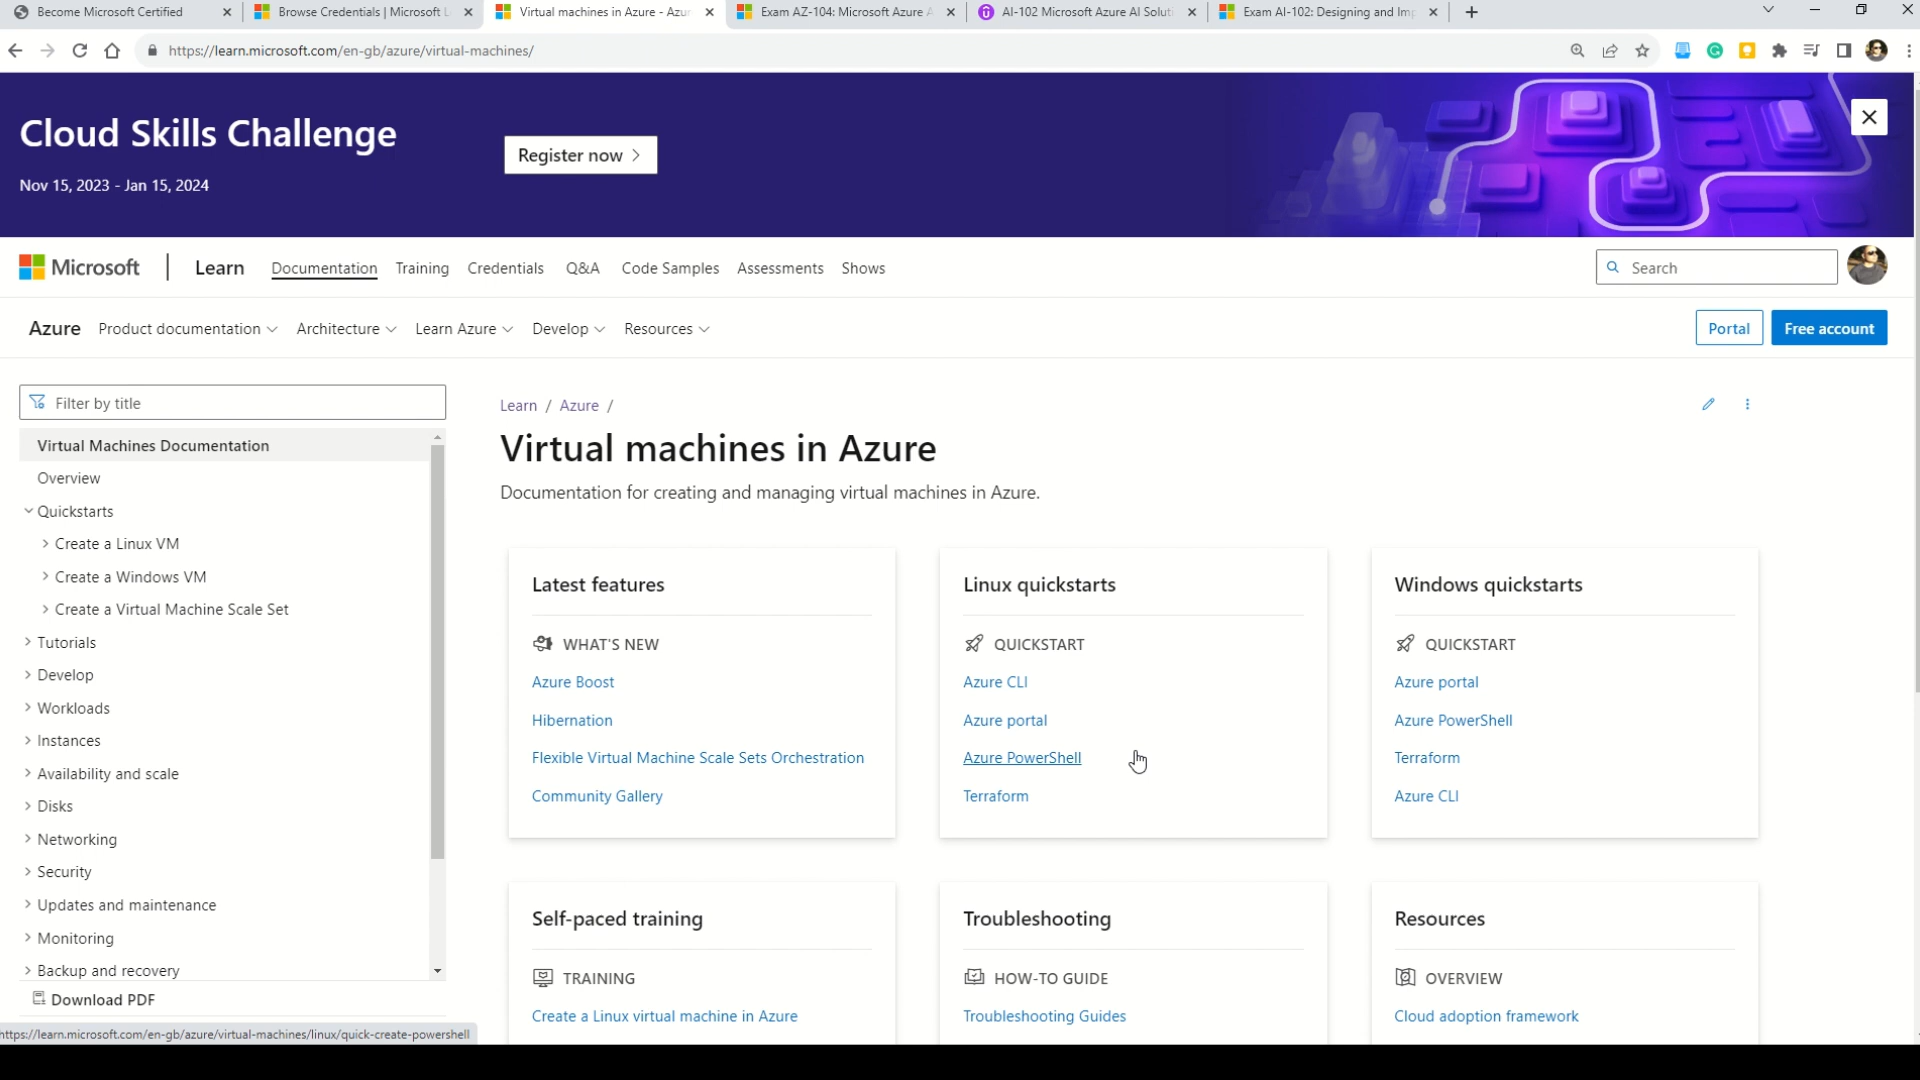 Become Microsoft Certified
Browse Credentials | Microsoft L
Virtual machines in Azure - Azur
Exam AZ-104: Microsoft Azure A
AI-102 Microsoft Azure AI Soluti
Exam AI-102: Designing and Imp
https://learn.microsoft.com/en-gb/azure/virtual-machines/
Cloud Skills Challenge
Register now
Nov 15, 2023 - Jan 15, 2024
Microsoft
Learn
Documentation
Training
Credentials
Q&A
Code Samples
Assessments
Shows
Search
Azure
Product documentation
Architecture
Learn Azure
Develop
Resources
Portal
Free account
Filter by title
Virtual Machines Documentation
Overview
Quickstarts
Create a Linux VM
Create a Windows VM
Create a Virtual Machine Scale Set
Tutorials
Develop
Workloads
Instances
Availability and scale
Disks
Networking
Security
Updates and maintenance
Monitoring
Backup and recovery
Download PDF
Learn / Azure /
Virtual machines in Azure
Documentation for creating and managing virtual machines in Azure.
Latest features
WHAT'S NEW
Azure Boost
Hibernation
Flexible Virtual Machine Scale Sets Orchestration
Community Gallery
Linux quickstarts
QUICKSTART
Azure CLI
Azure portal
Azure PowerShell
Terraform
Windows quickstarts
QUICKSTART
Azure portal
Azure PowerShell
Terraform
Azure CLI
Self-paced training
TRAINING
Create a Linux virtual machine in Azure
Troubleshooting
HOW-TO GUIDE
Troubleshooting Guides
Resources
OVERVIEW
Cloud adoption framework
https://learn.microsoft.com/en-gb/azure/virtual-machines/linux/quick-create-powershell